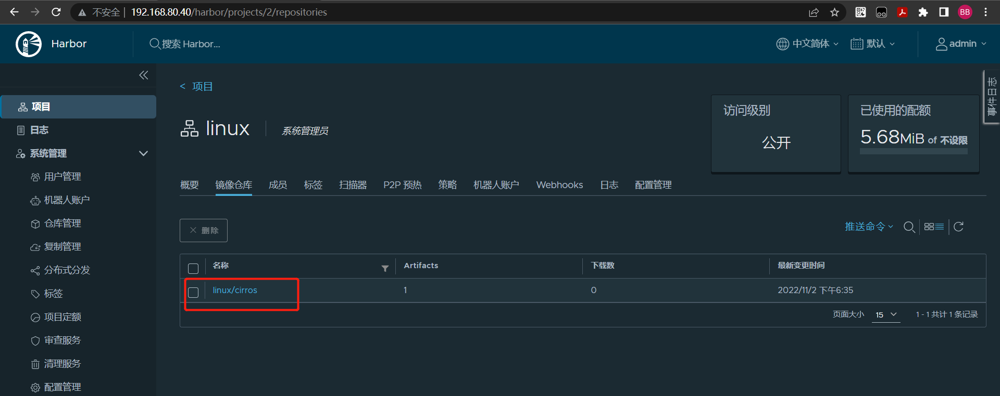 不安全 | 192.168.80.40/harbor/projects/2/repositories
BB
Harbor
搜索 Harbor...
中文简体
默认
admin
事件日志
项目
日志
系统管理
用户管理
机器人账户
仓库管理
复制管理
分布式分发
标签
项目定额
审查服务
清理服务
配置管理
< 项目
linux
系统管理员
访问级别
公开
已使用的配额
5.68MiB of 不设限
概要 镜像仓库 成员 标签 扫描器 P2P 预热 策略 机器人账户 Webhooks 日志 配置管理
删除
推送命令
名称 Artifacts 下载数 最新变更时间
linux/cirros 1 0 2022/11/2 下午6:35
页面大小 15 1 - 1 共计 1 条记录